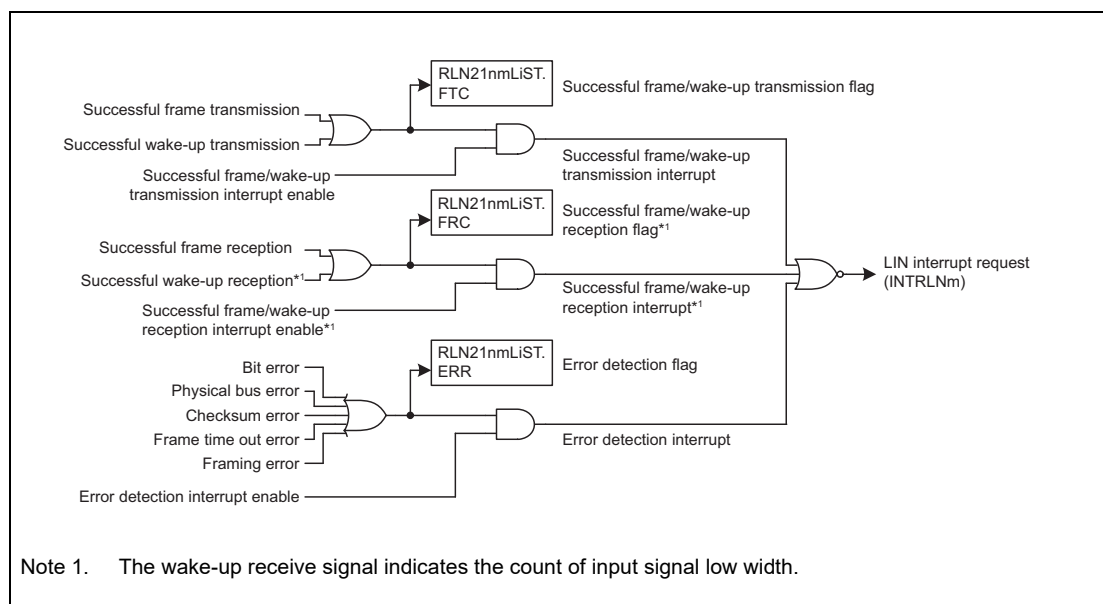 RLN21nmLiST.
FTC
Successful frame/wake-up transmission flag
Successful frame transmission
Successful wake-up transmission
Successful frame/wake-up
transmission interrupt enable
Successful frame/wake-up
transmission interrupt
RLN21nmLiST.
FRC
Successful frame/wake-up
reception flag*1
Successful frame reception
Successful wake-up reception*1
Successful frame/wake-up
reception interrupt enable*1
Successful frame/wake-up
reception interrupt*1
LIN interrupt request
(INTRLNm)
RLN21nmLiST.
ERR
Error detection flag
Bit error
Physical bus error
Checksum error
Frame time out error
Framing error
Error detection interrupt enable
Error detection interrupt
Note 1. The wake-up receive signal indicates the count of input signal low width.